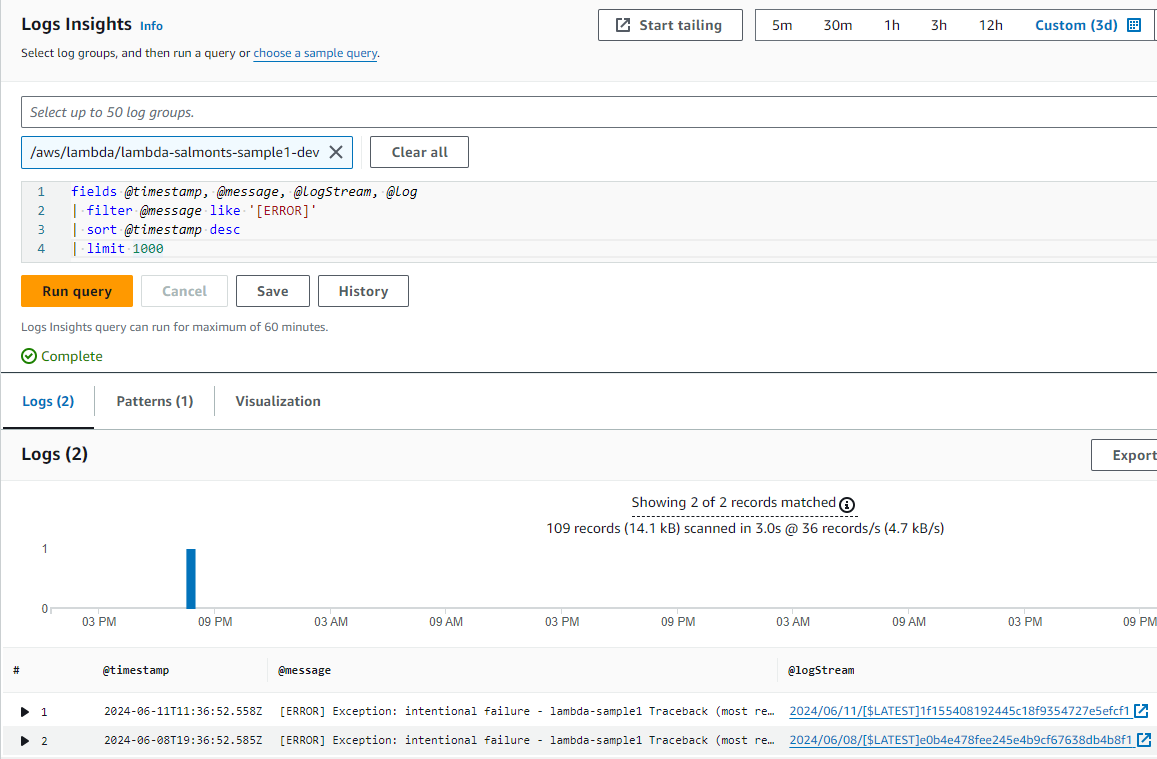 Logs Insights Info
Start tailing
5m 30m 1h 3h 12h Custom (3d)
Select log groups, and then run a query or choose a sample query.
Select up to 50 log groups.
/aws/lambda/lambda-salmonts-sample1-dev
Clear all
1 fields @timestamp, @message, @logStream, @log
2 | filter @message like '[ERROR]'
3 | sort @timestamp desc
4 | limit 1000
Run query Cancel Save History
Logs Insights query can run for maximum of 60 minutes.
Complete
Logs (2) Patterns (1) Visualization
Logs (2)
Export
Showing 2 of 2 records matched
109 records (14.1 kB) scanned in 3.0s @ 36 records/s (4.7 kB/s)
1
0
03 PM 09 PM 03 AM 09 AM 03 PM 09 PM 03 AM 09 AM 03 PM 09 PM
# @timestamp @message @logStream
1 2024-06-11T11:36:52.558Z [ERROR] Exception: intentional failure - lambda-sample1 Traceback (most re… 2024/06/11/[$LATEST]1f155408192445c18f9354727e5efcf1
2 2024-06-08T19:36:52.585Z [ERROR] Exception: intentional failure - lambda-sample1 Traceback (most re… 2024/06/08/[$LATEST]e0b4e478fee245e4b9cf67638db4b8f1